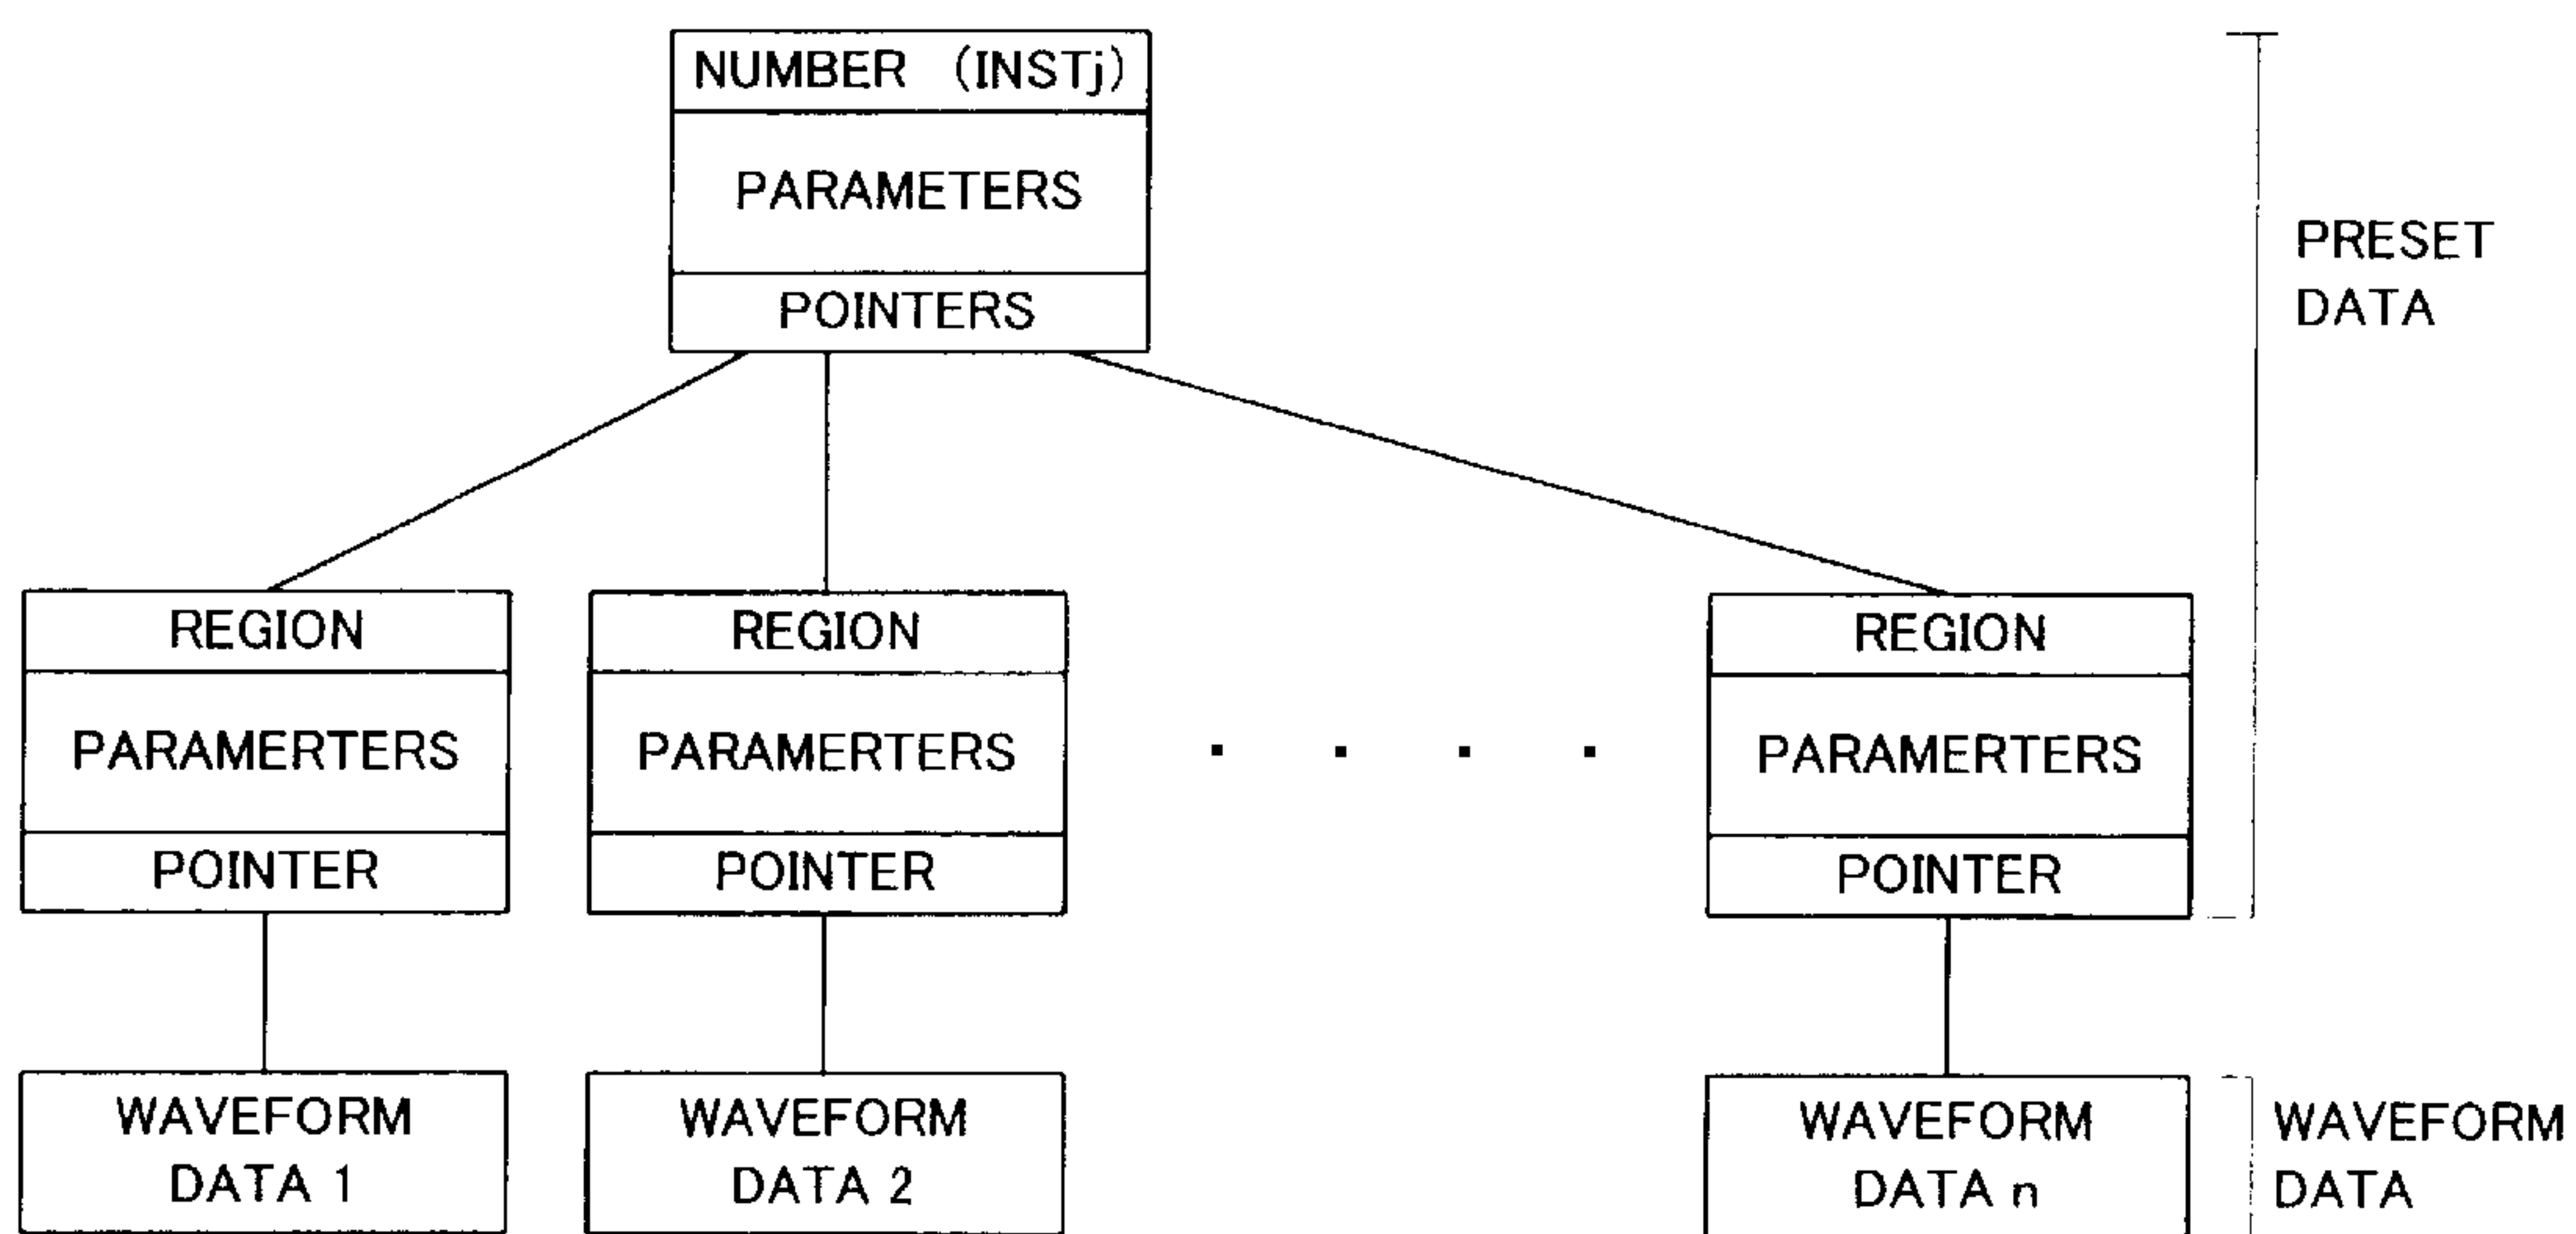 NUMBER (INSTj)
PARAMETERS
POINTERS
PRESET
DATA
REGION
PARAMERTERS
POINTER
REGION
PARAMERTERS
POINTER
. . . .
REGION
PARAMERTERS
POINTER
WAVEFORM
DATA 1
WAVEFORM
DATA 2
WAVEFORM
DATA n
WAVEFORM
DATA